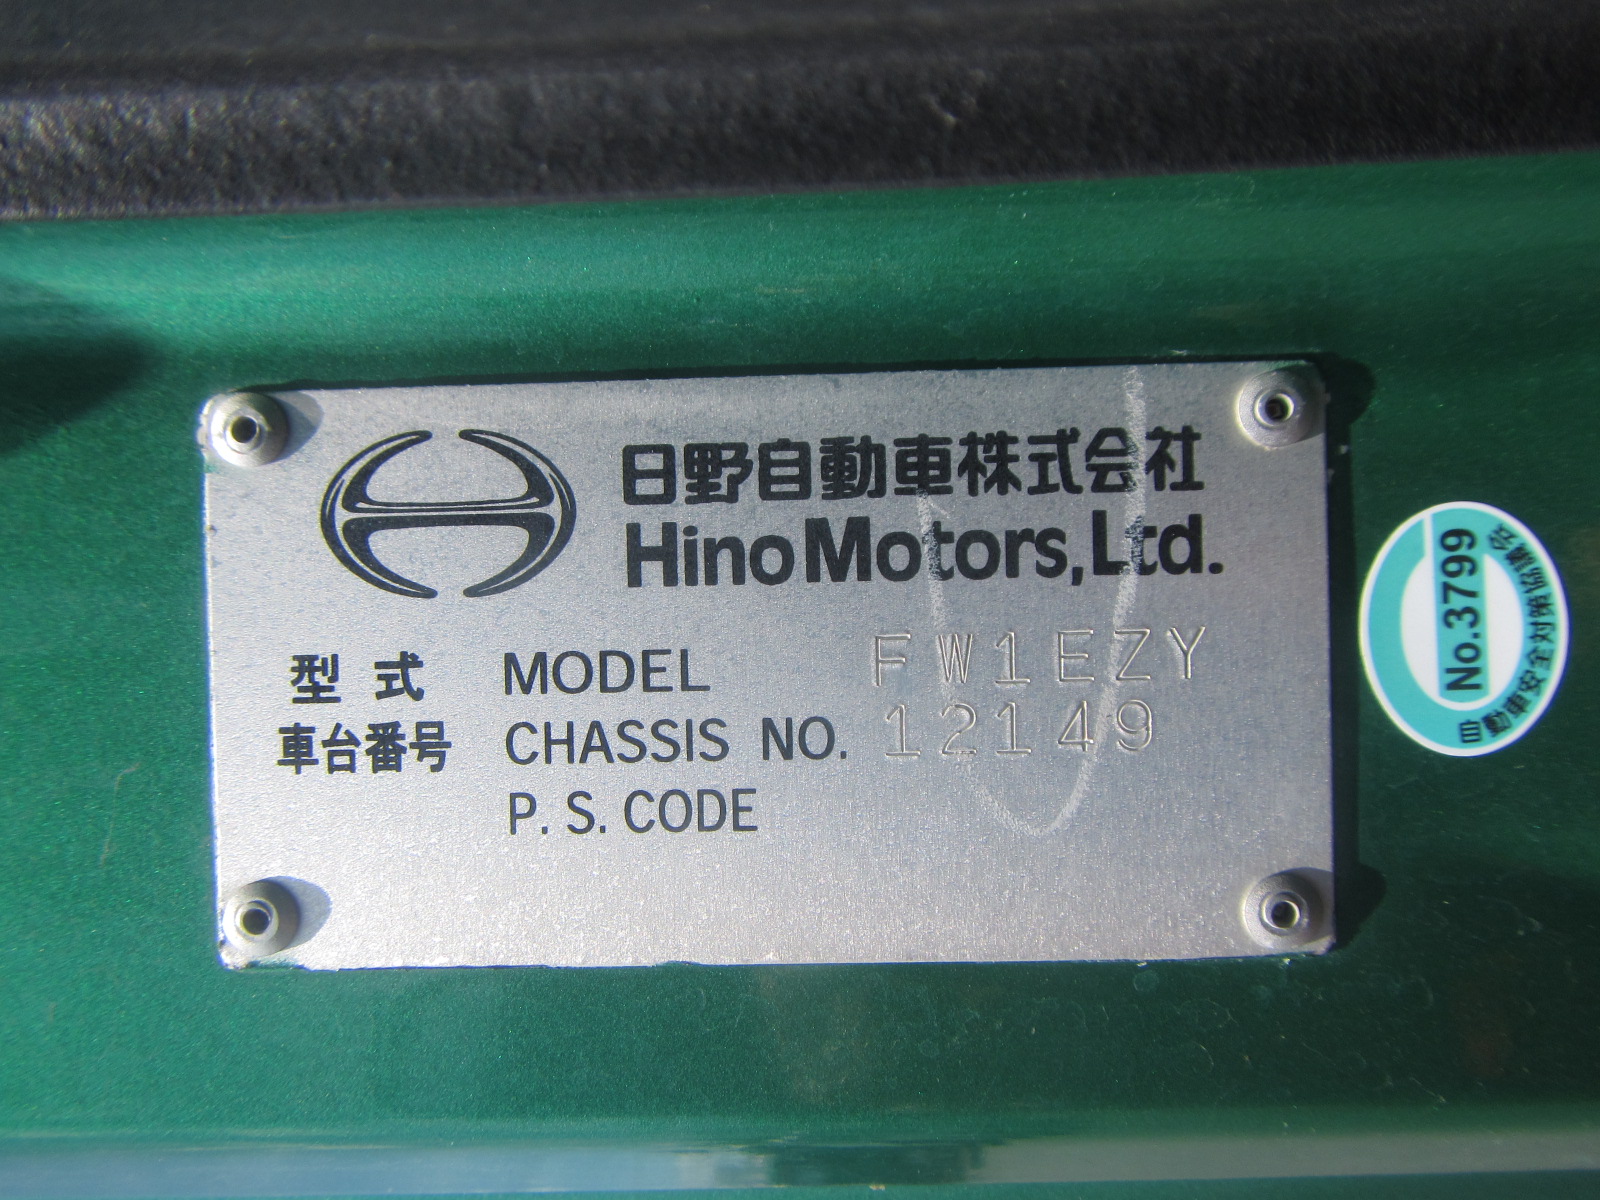 日野自動車株式会社
Hino Motors, Ltd.
型式 MODEL FW1EZY
車台番号 CHASSIS NO. 12149
P. S. CODE
No.3799
自動車安全対策協議会